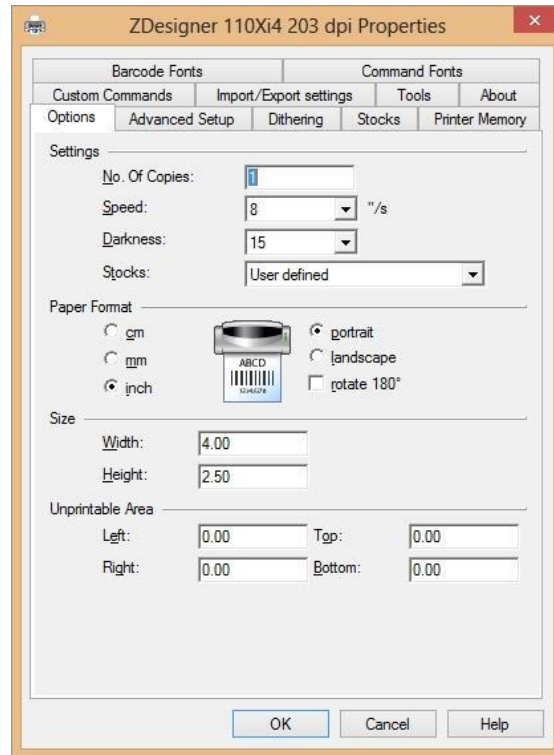 ZDesigner 110Xi4 203 dpi Properties
Barcode Fonts Command Fonts
Custom Commands Import/Export settings Tools About
Options Advanced Setup Dithering Stocks Printer Memory
Settings
No. Of Copies: 1
Speed: 8 "/s
Darkness: 15
Stocks: User defined
Paper Format
cm portrait
mm landscape
inch rotate 180°
ABCD
Size
Width: 4.00
Height: 2.50
Unprintable Area
Left: 0.00 Top: 0.00
Right: 0.00 Bottom: 0.00
OK Cancel Help